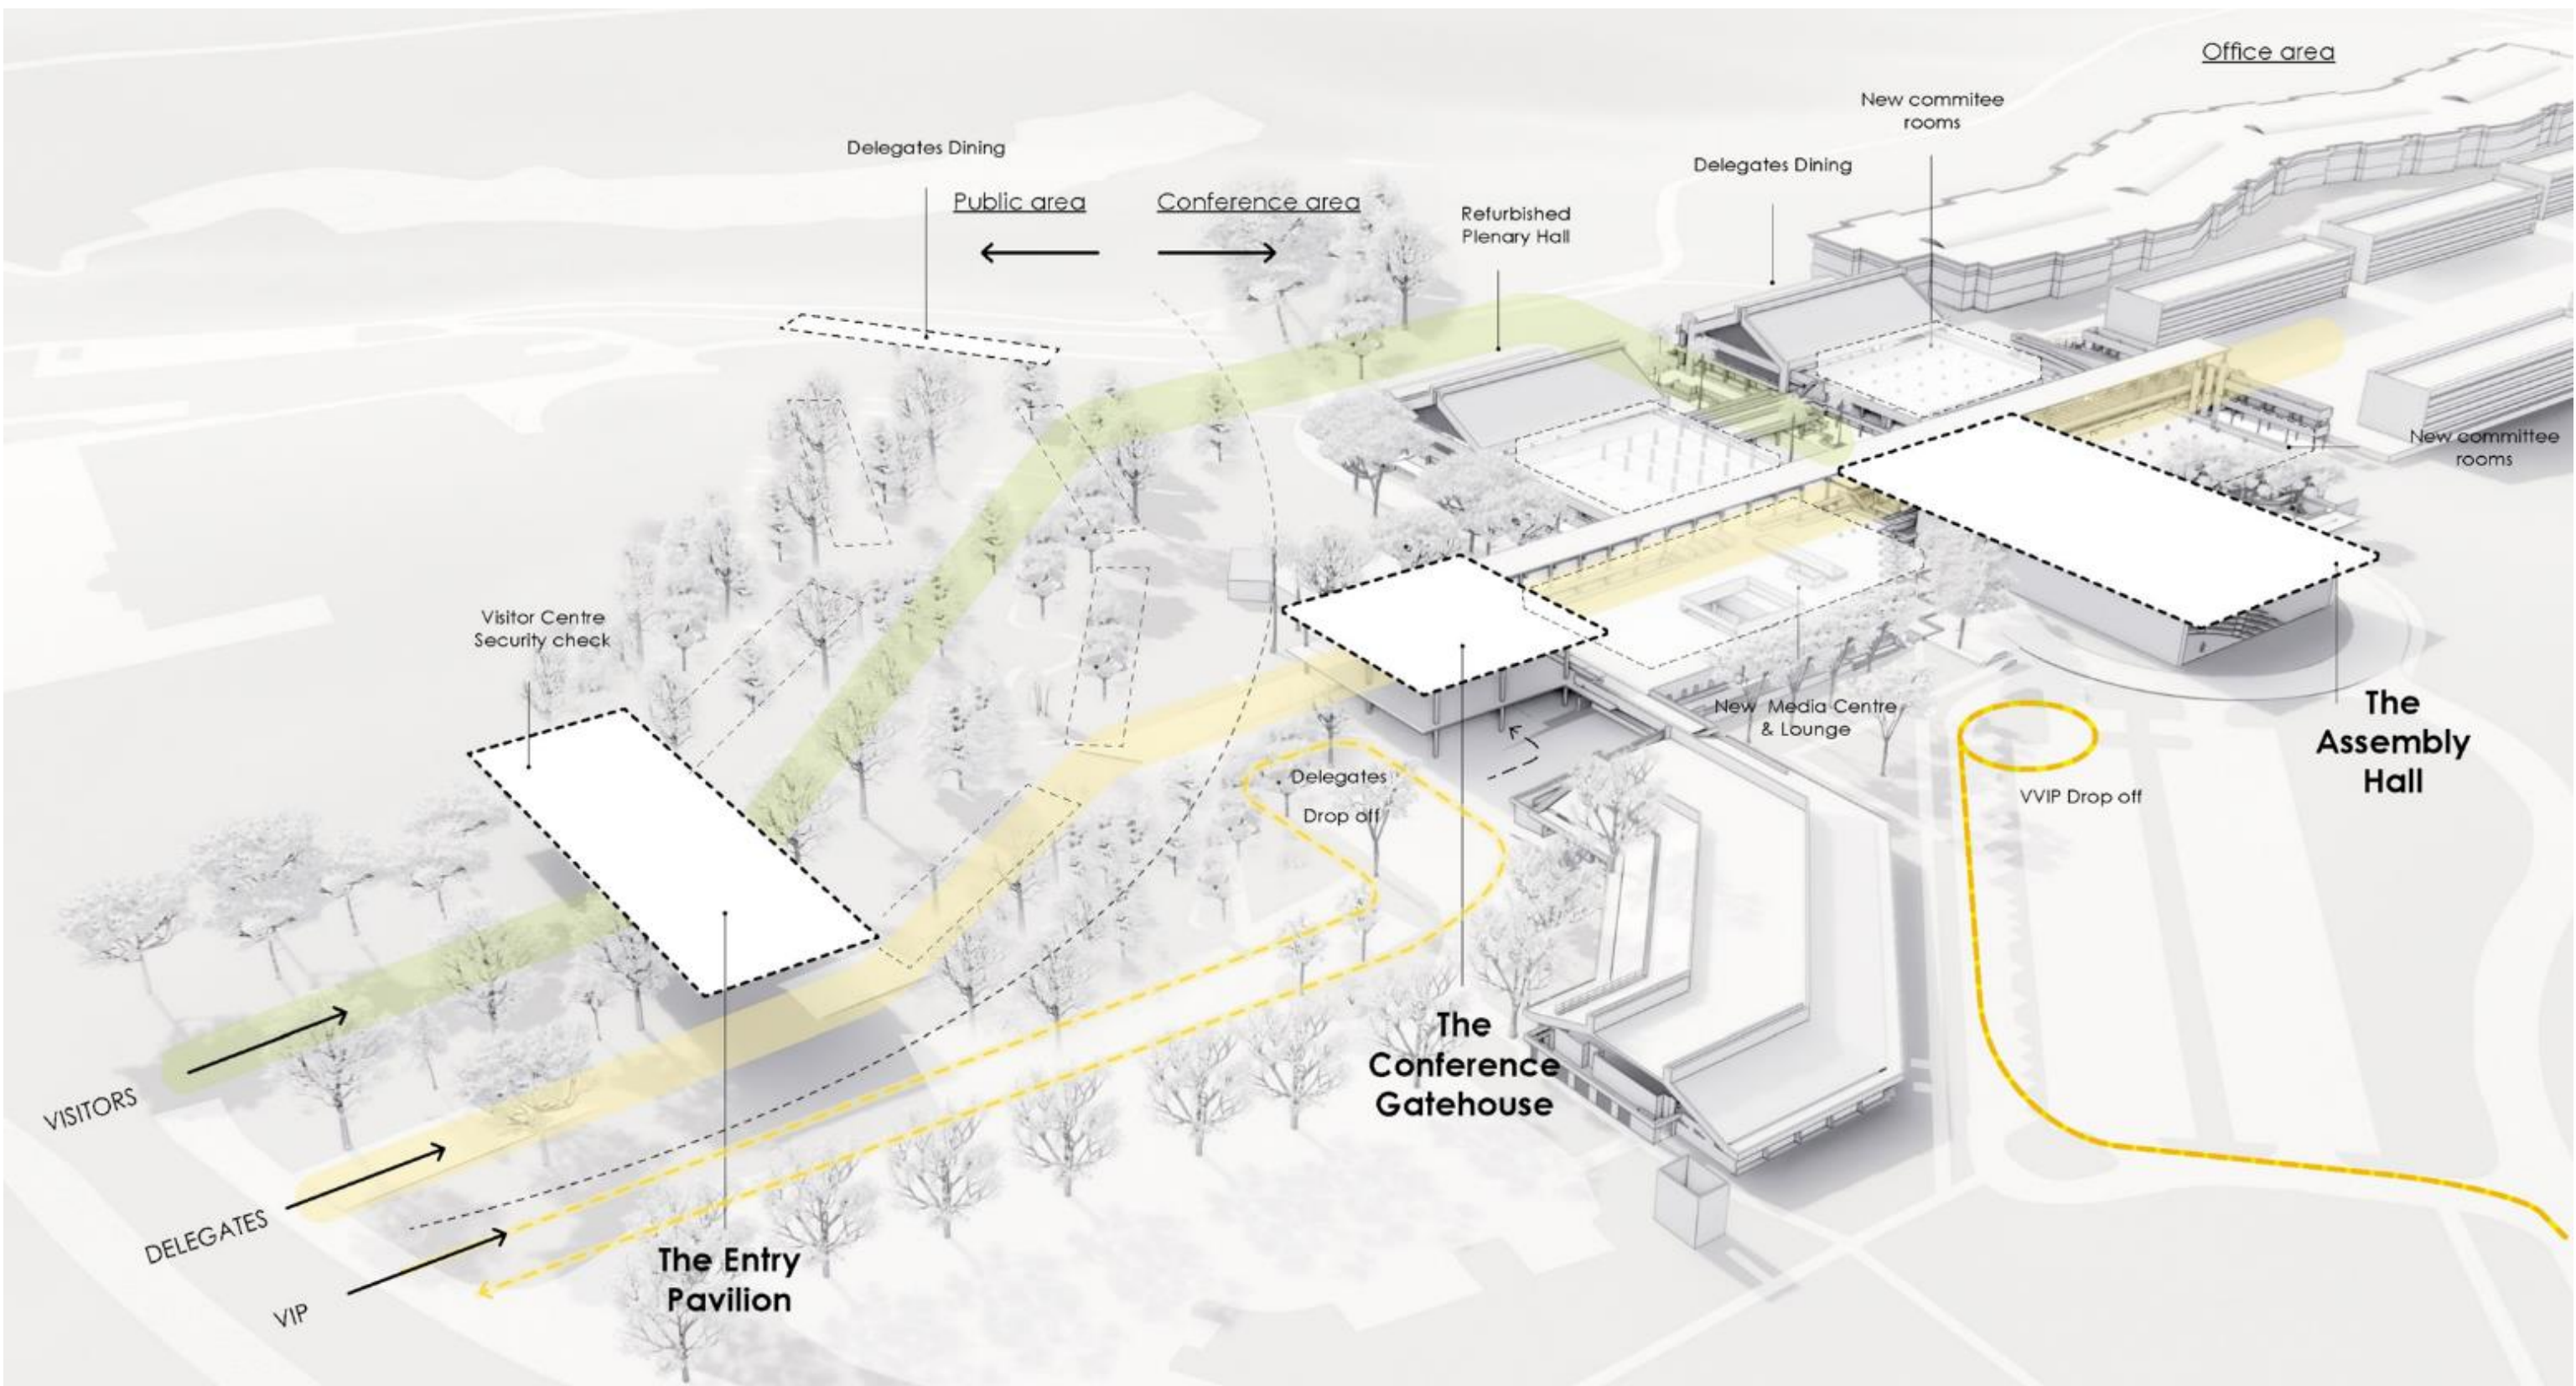 Office area
New commitee
rooms
Delegates Dining
Delegates Dining
Public area
Conference area
Refurbished
Plenary Hall
New committee
rooms
Visitor Centre
Security check
The
Assembly
Hall
New Media Centre
& Lounge
Delegates
Drop off
VVIP Drop off
The
Conference
Gatehouse
VISITORS
DELEGATES
VIP
The Entry
Pavilion